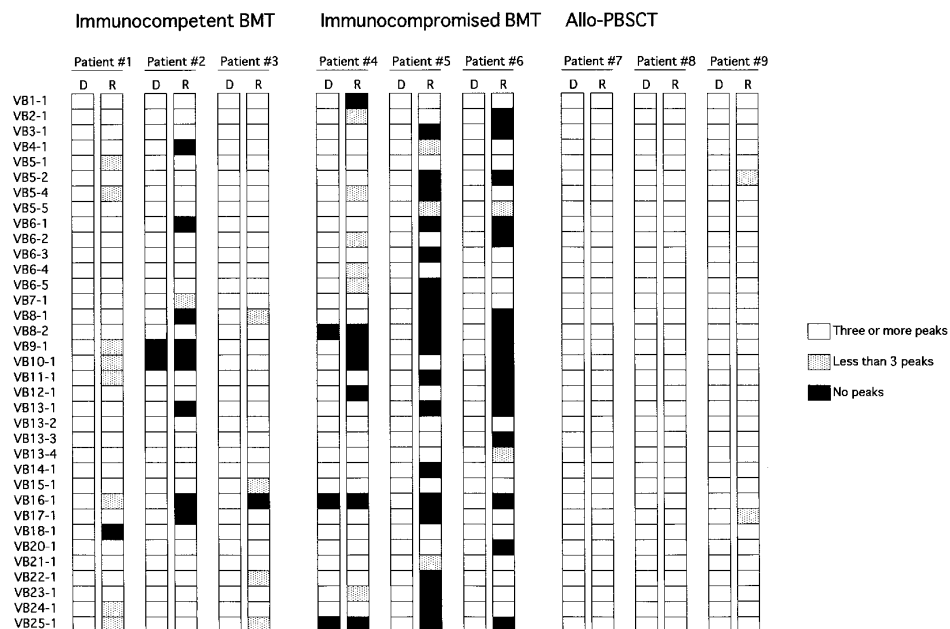 Immunocompetent BMT Immunocompromised BMT Allo-PBSCT
Patient #1 Patient #2 Patient #3 Patient #4 Patient #5 Patient #6 Patient #7 Patient #8 Patient #9
D R D R D R D R D R D R D R D R D R
VB1-1
VB2-1
VB3-1
VB4-1
VB5-1
VB5-2
VB5-4
VB5-5
VB6-1
VB6-2
VB6-3
VB6-4
VB6-5
VB7-1
VB8-1
VB8-2
VB9-1
VB10-1
VB11-1
VB12-1
VB13-1
VB13-2
VB13-3
VB13-4
VB14-1
VB15-1
VB16-1
VB17-1
VB18-1
VB20-1
VB21-1
VB22-1
VB23-1
VB24-1
VB25-1
Three or more peaks
Less than 3 peaks
No peaks